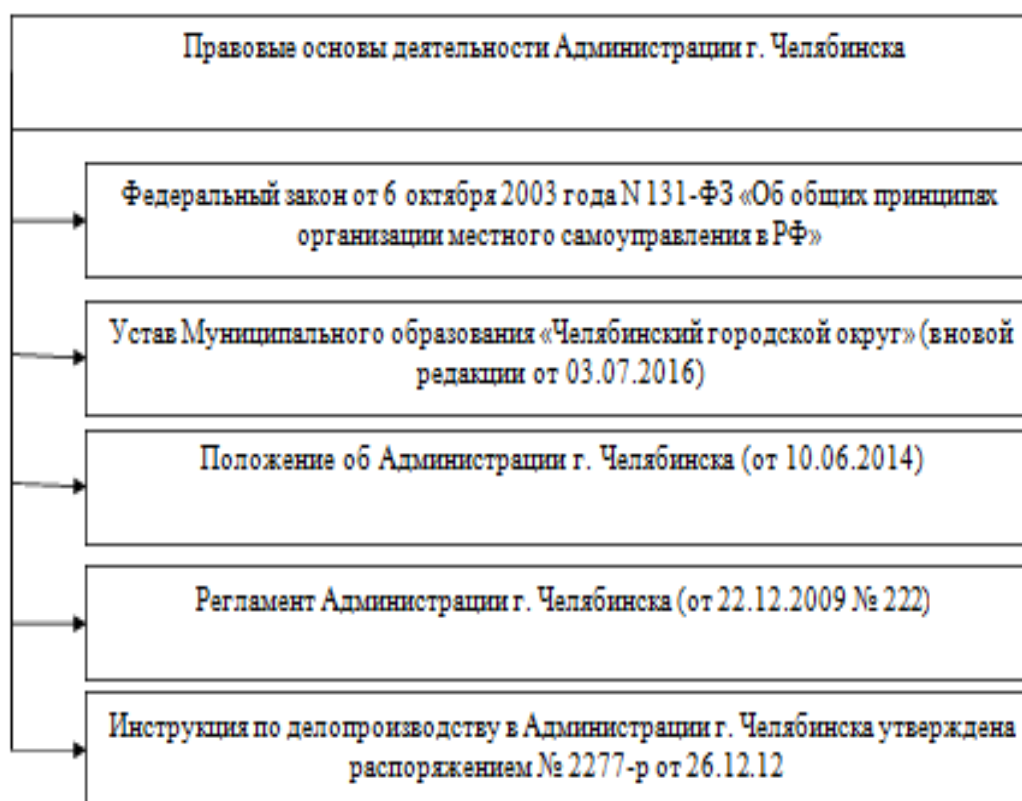 Правовые основы деятельности Администрации г. Челябинска
Федеральный закон от 6 октября 2003 года N 131-ФЗ «Об общих принципах
организации местного самоуправления в РФ»
Устав Муниципального образования «Челябинский городской округ» (в новой
редакции от 03.07.2016)
Положение об Администрации г. Челябинска (от 10.06.2014)
Регламент Администрации г. Челябинска (от 22.12.2009 № 222)
Инструкция по делопроизводству в Администрации г. Челябинска утверждена
распоряжением № 2277-р от 26.12.12